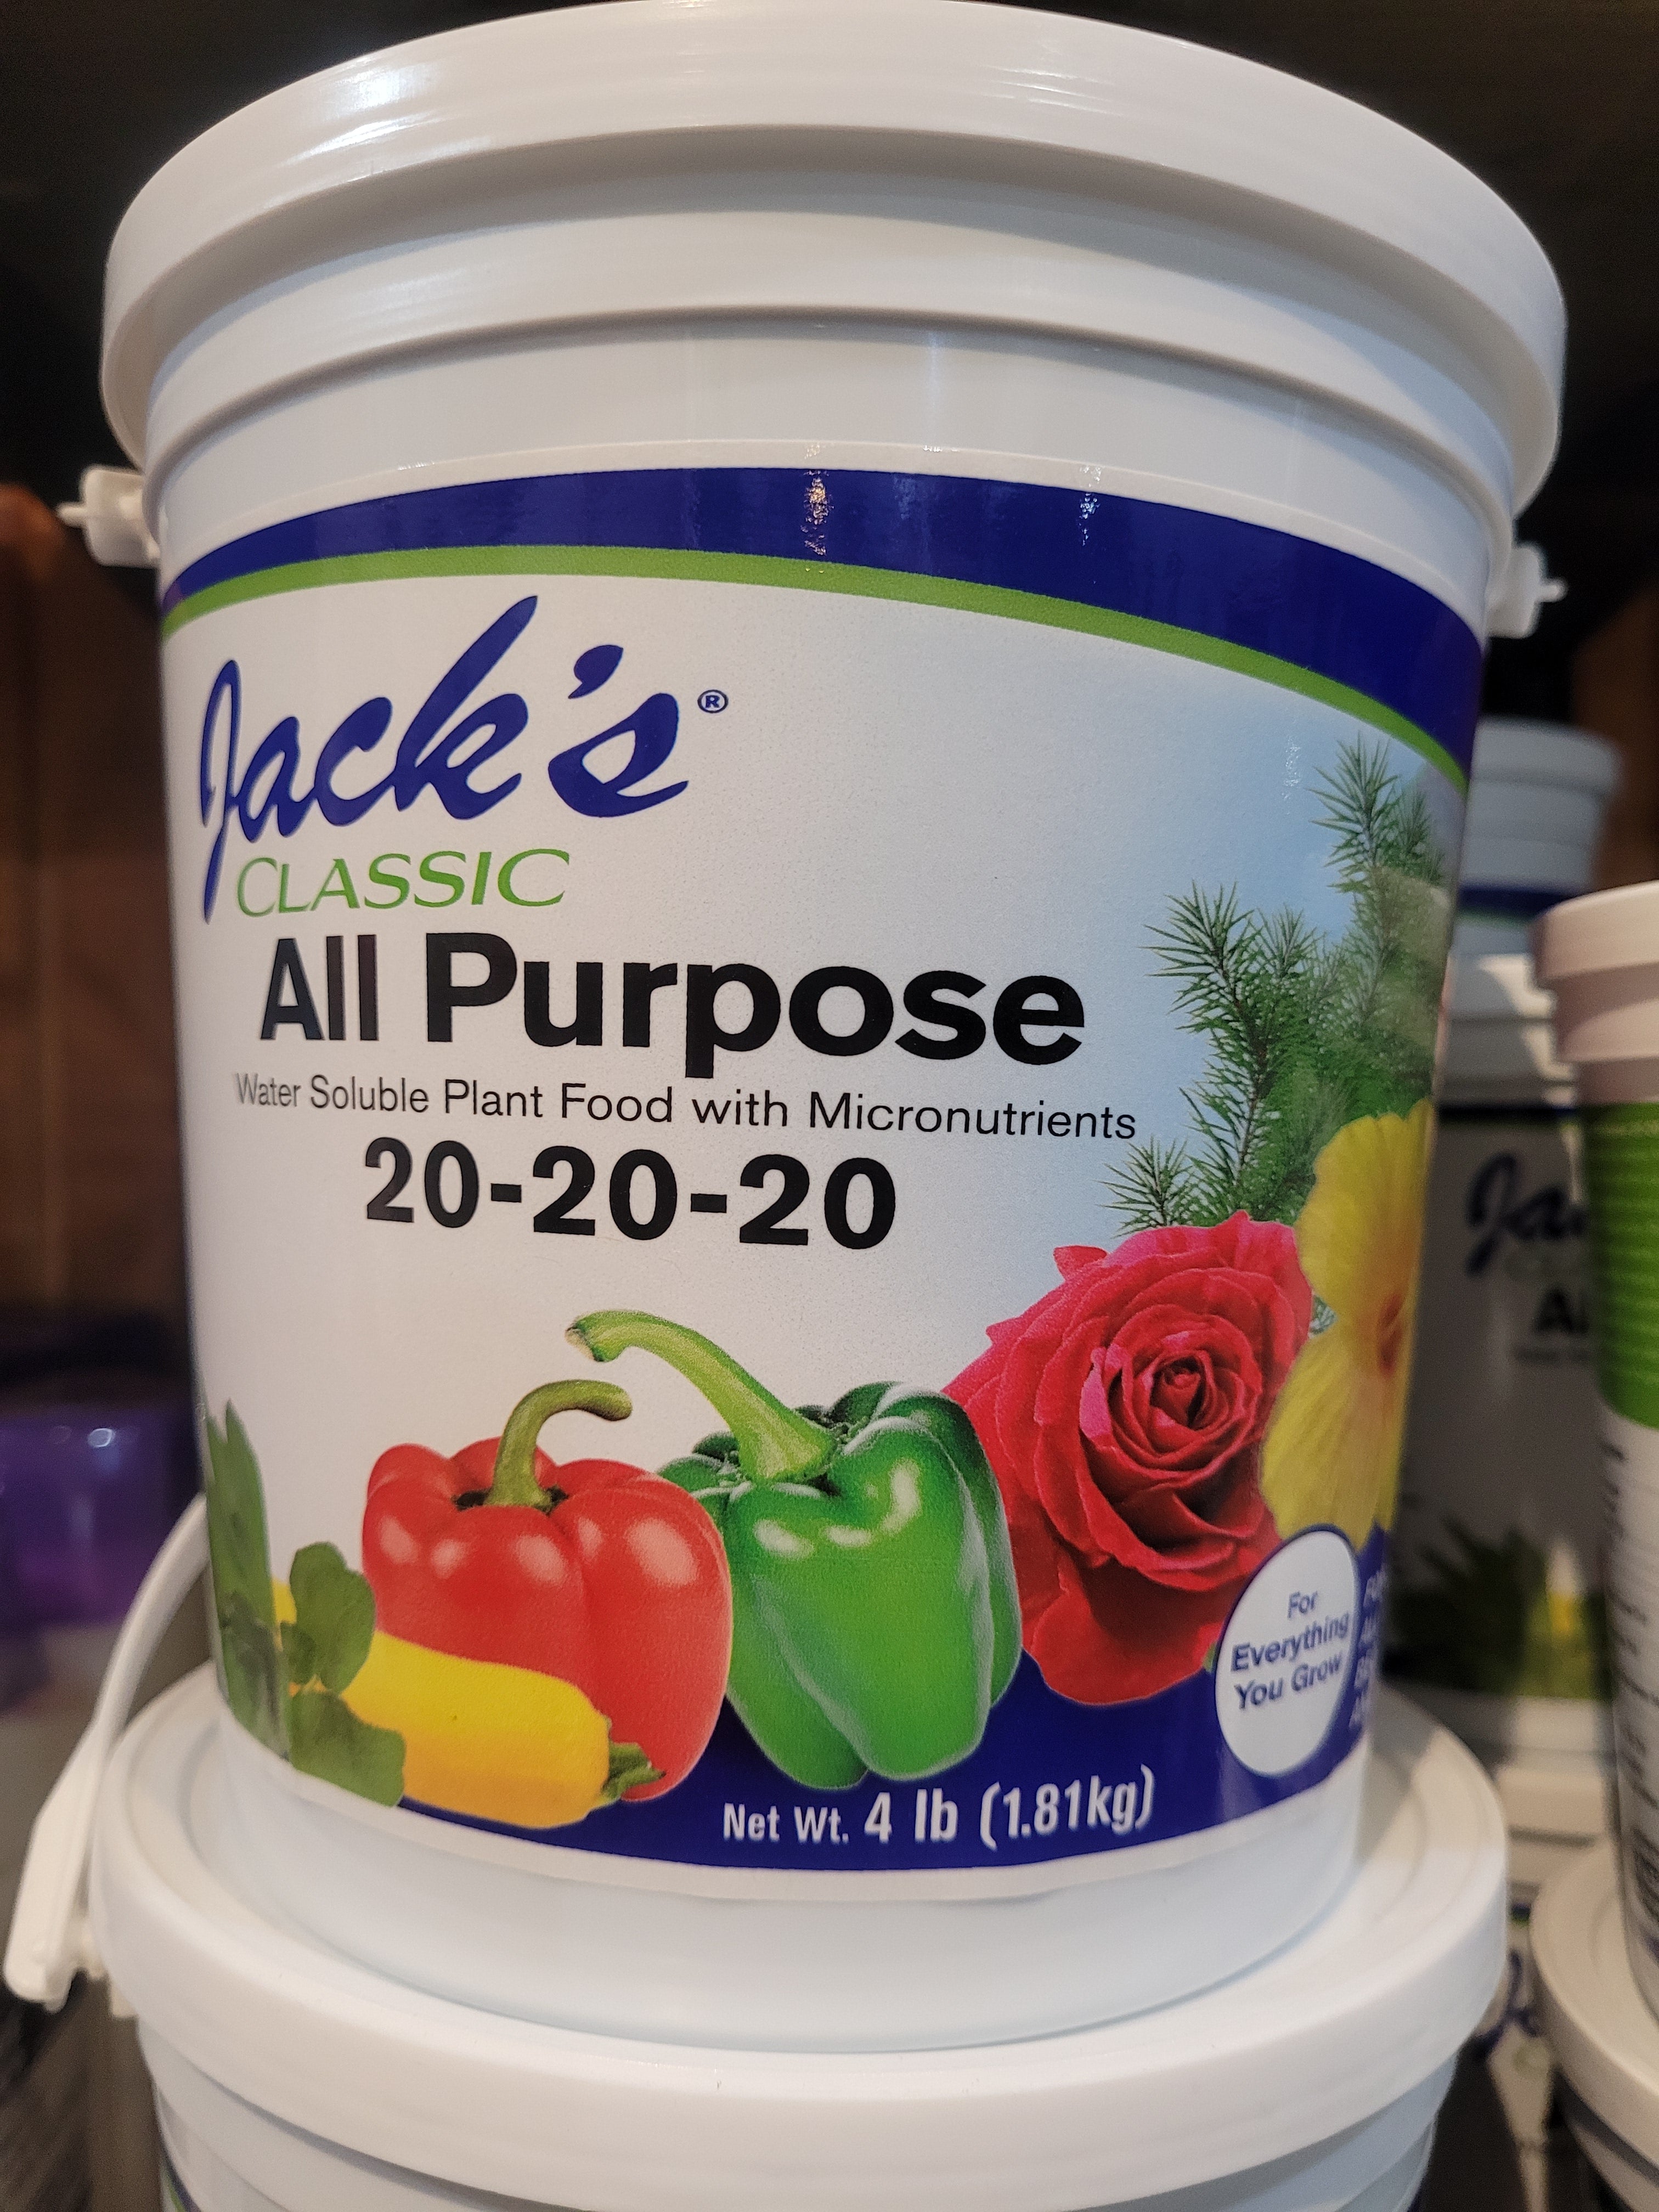 Jack's®
CLASSIC
All Purpose
Water Soluble Plant Food with Micronutrients
20-20-20
For
Everything
You Grow
Net Wt. 4 lb (1.81kg)